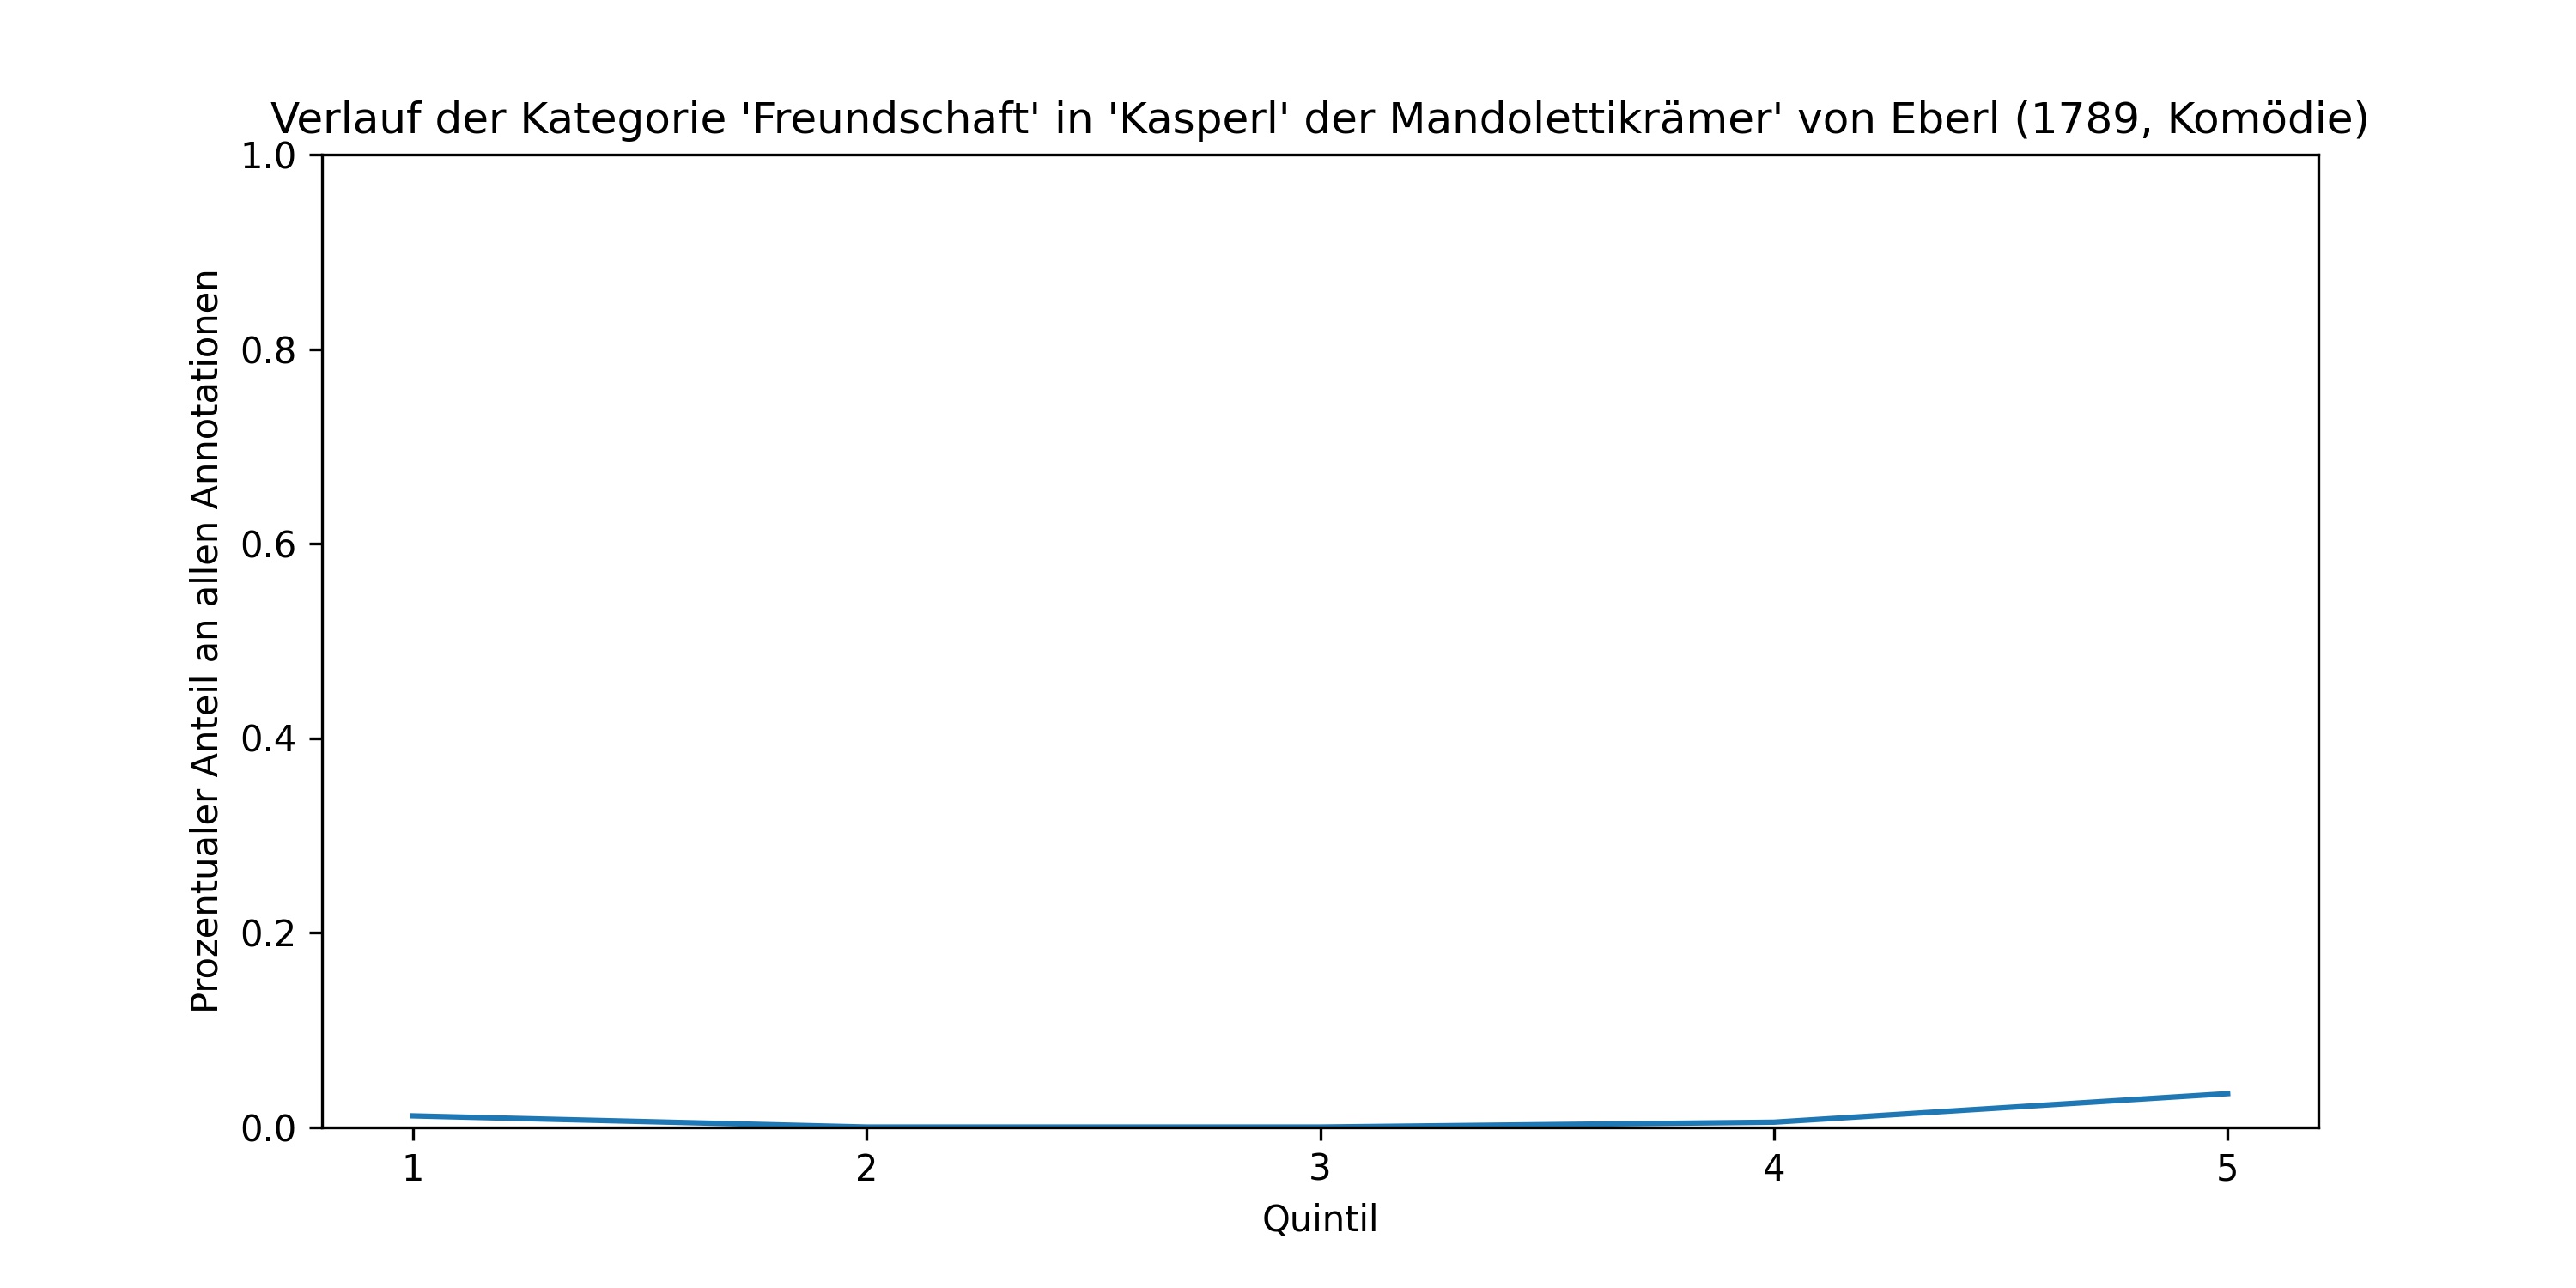 Verlauf der Kategorie 'Freundschaft' in 'Kasperl' der Mandolettikrämer' von Eberl (1789, Komödie)
Prozentualer Anteil an allen Annotationen
1.0
0.8
0.6
0.4
0.2
0.0
1 2 3 4 5
Quintil